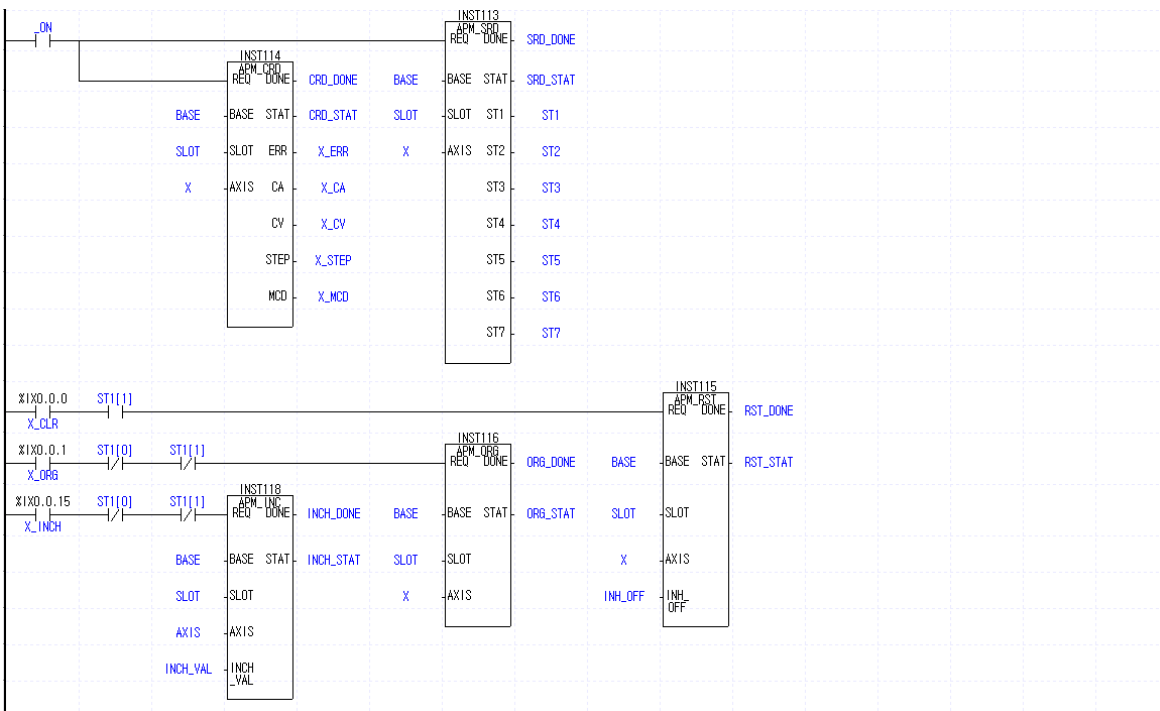 INST113
_ON APM_SRD
REQ DONE SRD_DONE
INST114
APM_CRD
REQ DONE CRD_DONE BASE BASE STAT SRD_STAT
BASE BASE STAT CRD_STAT SLOT SLOT ST1 ST1
SLOT SLOT ERR X_ERR X AXIS ST2 ST2
X AXIS CA X_CA ST3 ST3
CV X_CV ST4 ST4
STEP X_STEP ST5 ST5
MCD X_MCD ST6 ST6
ST7 ST7
INST115
%IX0.0.0 ST1[1] APM_RST
REQ DONE RST_DONE
X_CLR
INST116
%IX0.0.1 ST1[0] ST1[1] APM_ORG
REQ DONE ORG_DONE BASE BASE STAT RST_STAT
X_ORG
INST118
%IX0.0.15 ST1[0] ST1[1] APM_INC
REQ DONE INCH_DONE BASE BASE STAT ORG_STAT SLOT SLOT
X_INCH
BASE BASE STAT INCH_STAT SLOT SLOT X AXIS
SLOT SLOT X AXIS INH_OFF INH_
OFF
AXIS AXIS
INCH_VAL INCH
_VAL